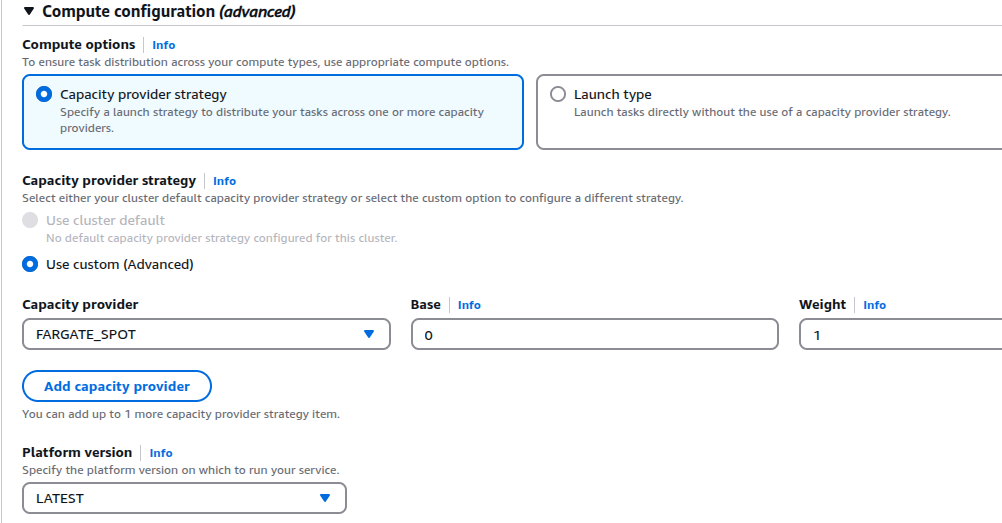 Compute configuration (advanced)
Compute options Info
To ensure task distribution across your compute types, use appropriate compute options.
Capacity provider strategy
Specify a launch strategy to distribute your tasks across one or more capacity
providers.
Launch type
Launch tasks directly without the use of a capacity provider strategy.
Capacity provider strategy Info
Select either your cluster default capacity provider strategy or select the custom option to configure a different strategy.
Use cluster default
No default capacity provider strategy configured for this cluster.
Use custom (Advanced)
Capacity provider
Base Info
Weight Info
FARGATE_SPOT
0
1
Add capacity provider
You can add up to 1 more capacity provider strategy item.
Platform version Info
Specify the platform version on which to run your service.
LATEST